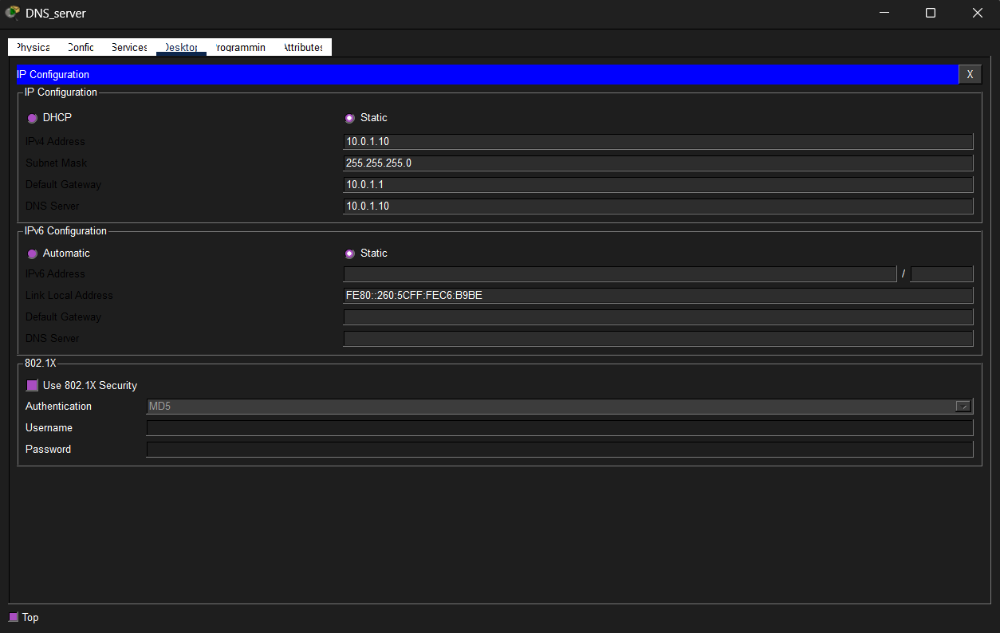 DNS_server
Physica Config Services Desktop rogrammin Attributes
IP Configuration X
IP Configuration
DHCP Static
IPv4 Address 10.0.1.10
Subnet Mask 255.255.255.0
Default Gateway 10.0.1.1
DNS Server 10.0.1.10
IPv6 Configuration
Automatic Static
IPv6 Address /
Link Local Address FE80::260:5CFF:FEC6:B9BE
Default Gateway
DNS Server
802.1X
Use 802.1X Security
Authentication MD5
Username
Password
Top